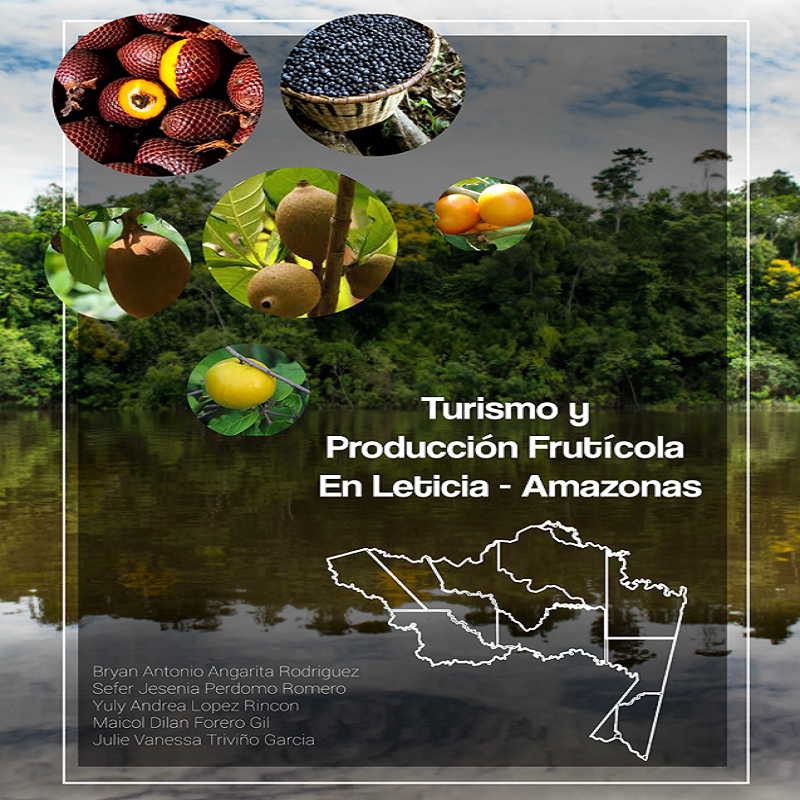 Turismo y
Producción Frutícola
En Leticia - Amazonas
Bryan Antonio Angarita Rodriguez
Sefer Jesenia Perdomo Romero
Yuly Andrea Lopez Rincon
Maicol Dilan Forero Gil
Julie Vanessa Triviño Garcia